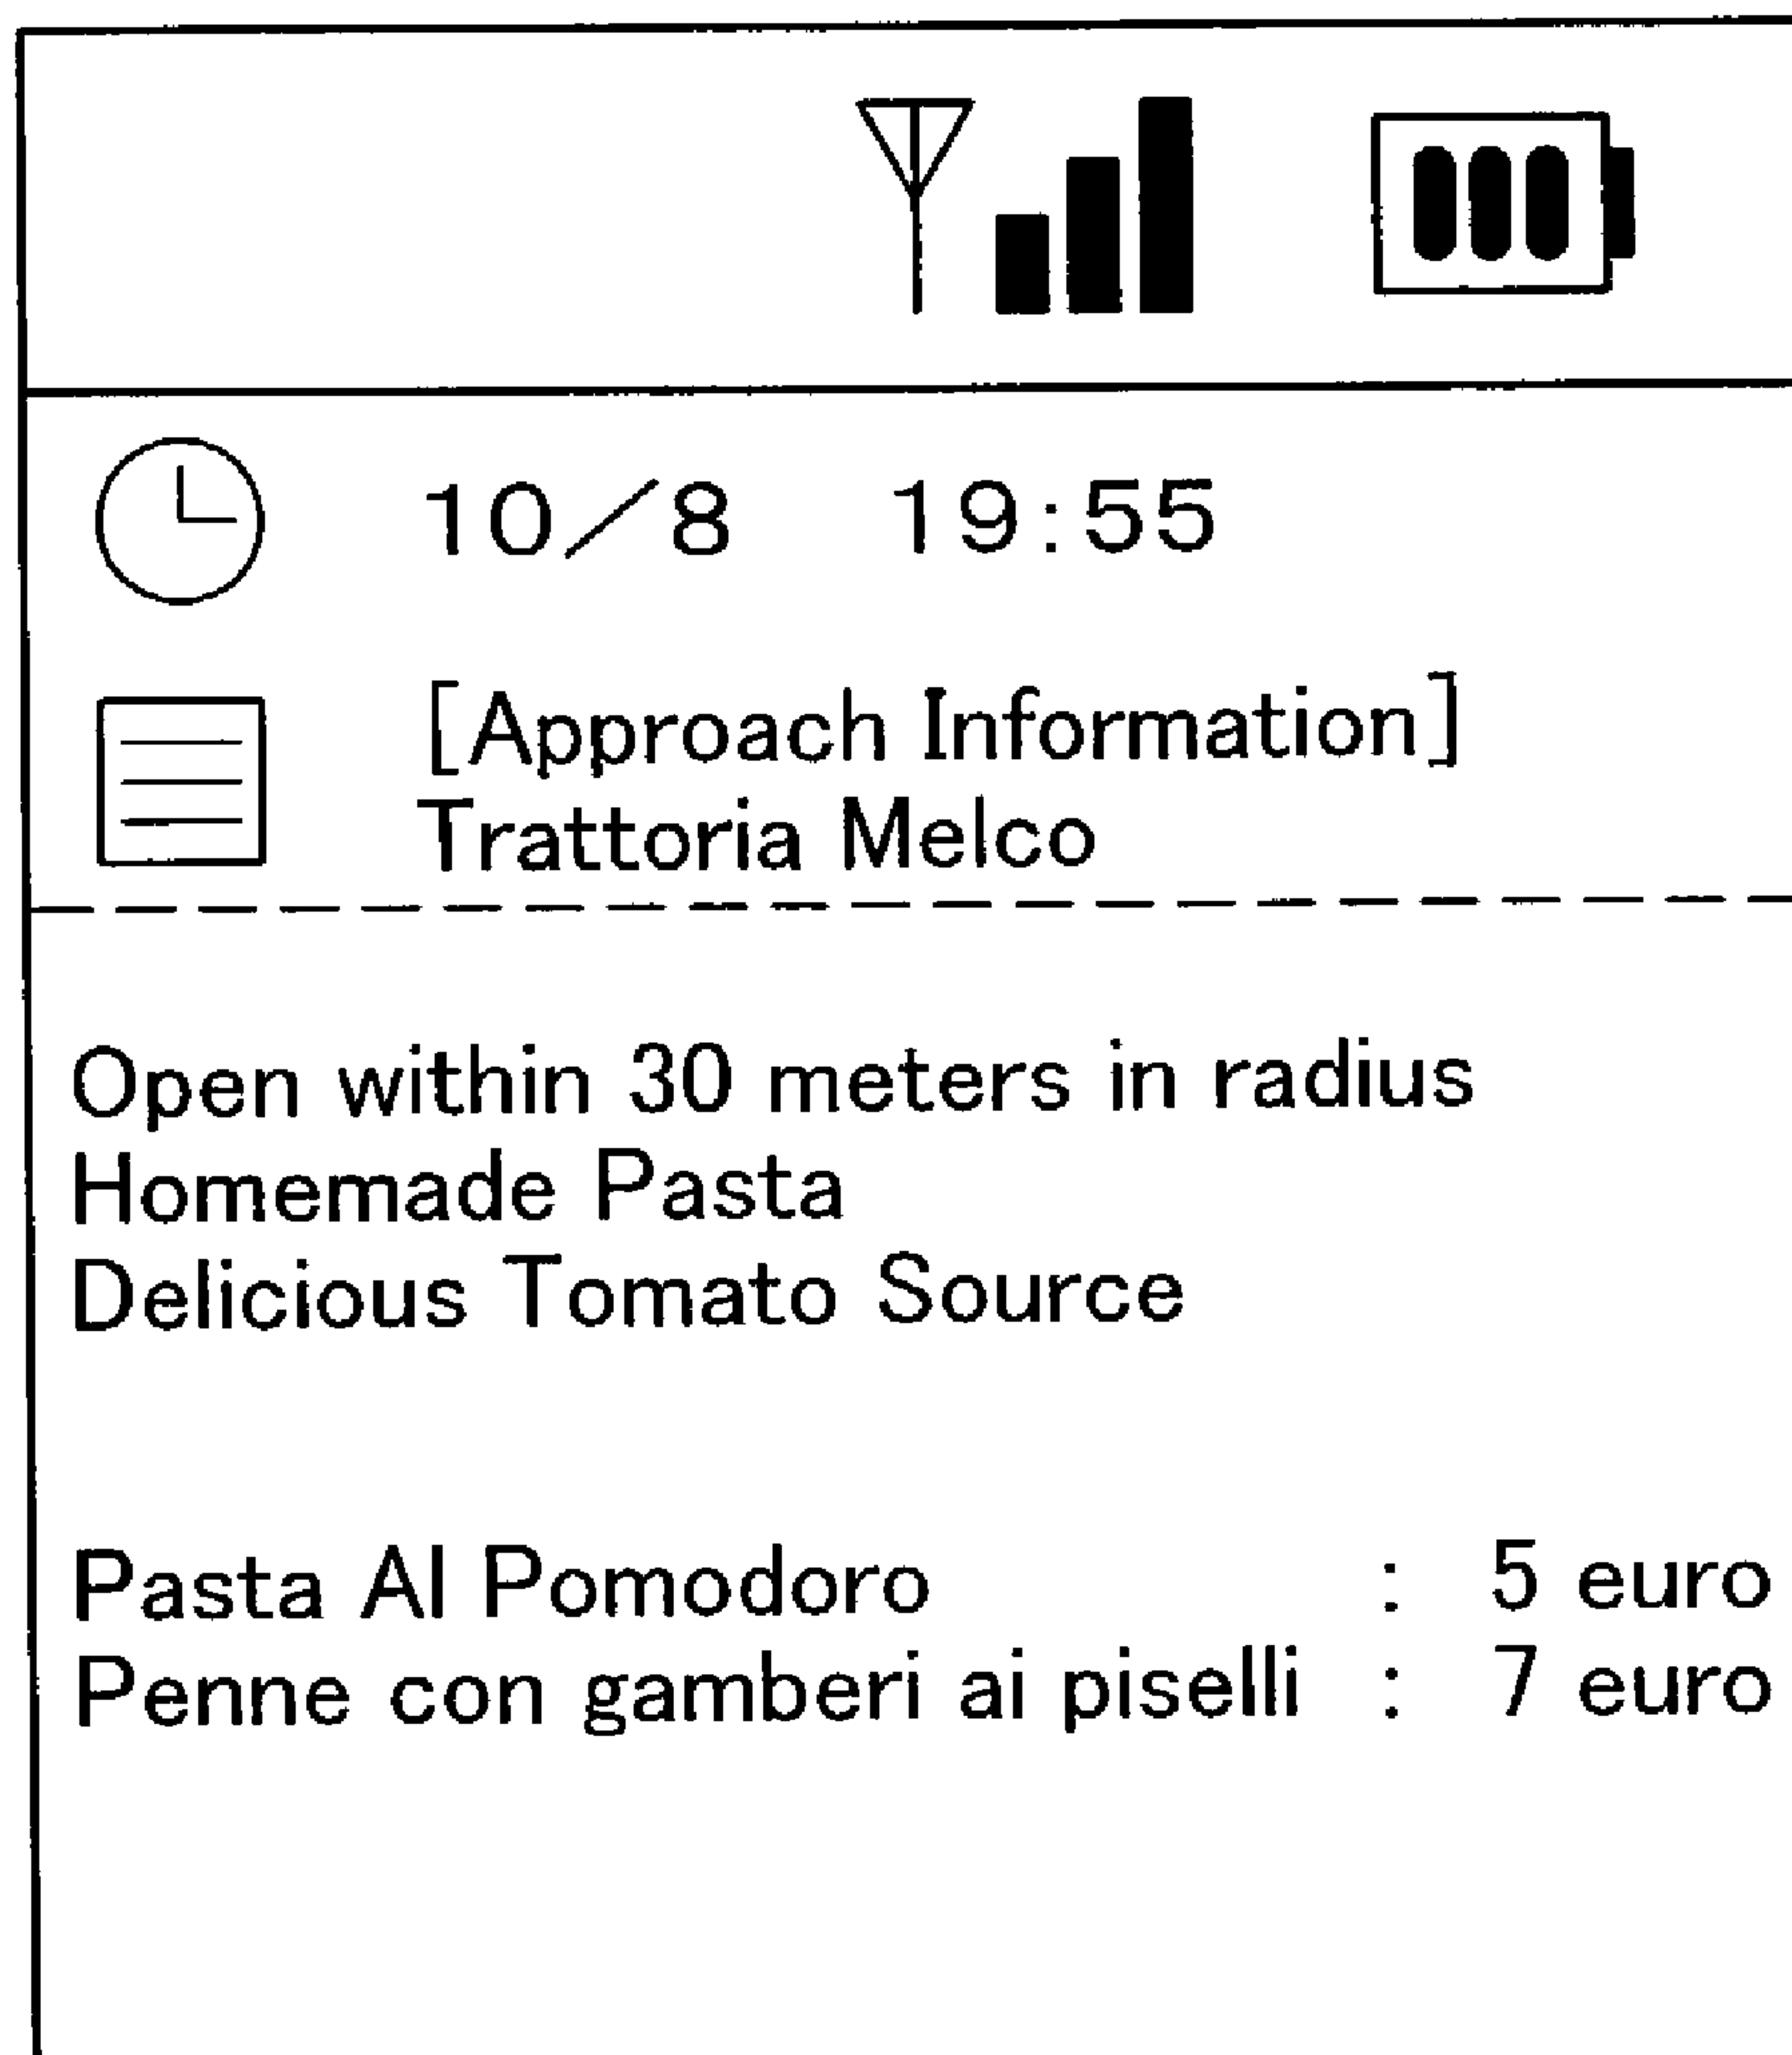 10/8 19:55
[Approach Information]
Trattoria Melco
Open within 30 meters in radius
Homemade Pasta
Delicious Tomato Source
Pasta Al Pomodoro : 5 euro
Penne con gamberi ai piselli : 7 euro